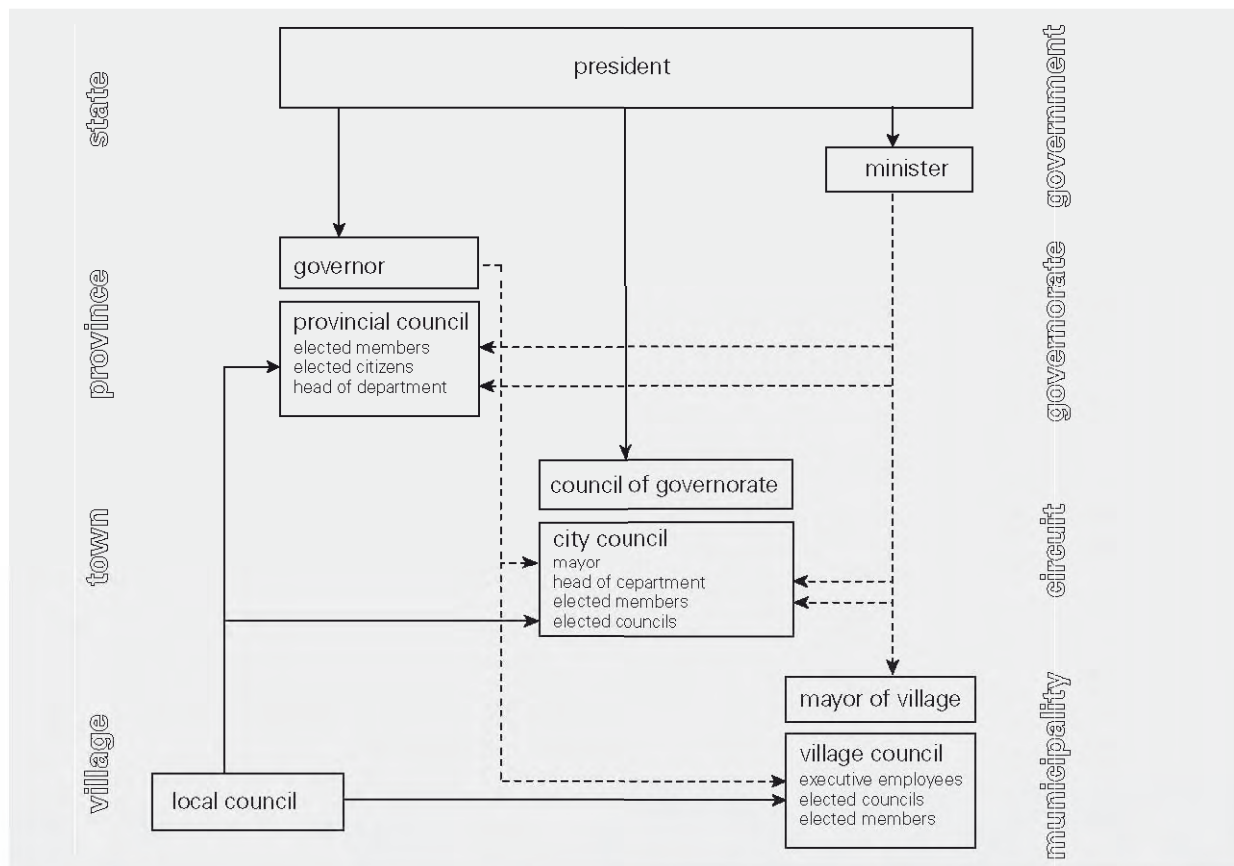 president
state
government
minister
governor
province
governorate
provincial council
elected members
elected citizens
head of department
council of governorate
town
circuit
city council
mayor
head of cepartment
elected members
elected councils
mayor of village
village
municipality
village council
executive employees
elected councils
elected members
local council